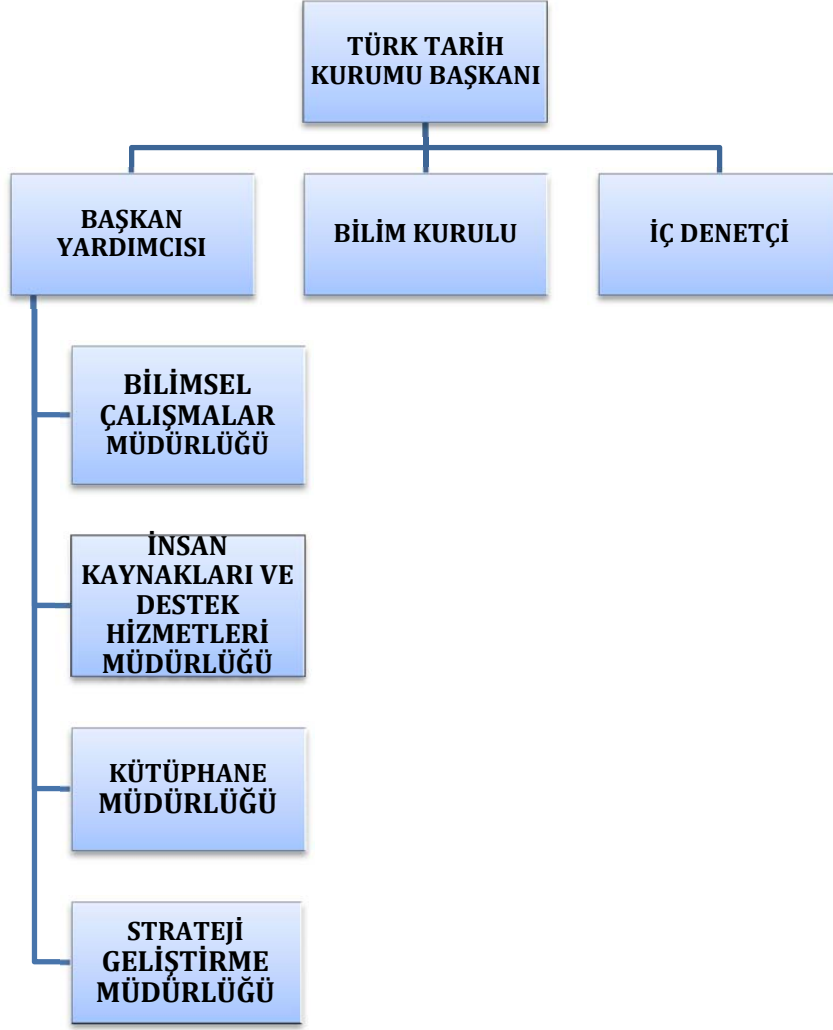 TÜRK TARİH
KURUMU BAŞKANI
BAŞKAN
YARDIMCISI
BİLİM KURULU
İÇ DENETÇİ
BİLİMSEL
ÇALIŞMALAR
MÜDÜRLÜĞÜ
İNSAN
KAYNAKLARI VE
DESTEK
HİZMETLERİ
MÜDÜRLÜĞÜ
KÜTÜPHANE
MÜDÜRLÜĞÜ
STRATEJİ
GELİŞTİRME
MÜDÜRLÜĞÜ